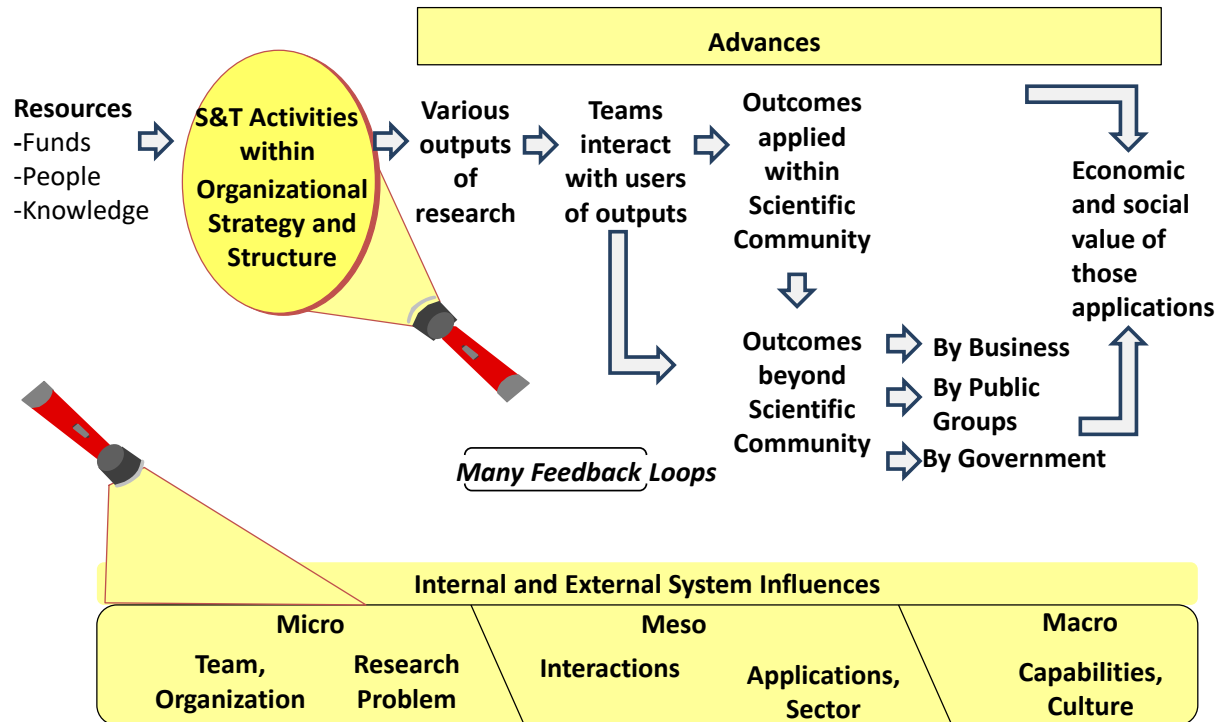 Advances
Resources
-Funds
-People
-Knowledge
S&T Activities
within
Organizational
Strategy and
Structure
Various
outputs
of
research
Teams
interact
with users
of outputs
Outcomes
applied
within
Scientific
Community
Economic
and social
value of
those
applications
Outcomes
beyond
Scientific
Community
By Business
By Public
Groups
By Government
Many Feedback Loops
Internal and External System Influences
Micro
Team,
Organization
Research
Problem
Meso
Interactions
Applications,
Sector
Macro
Capabilities,
Culture